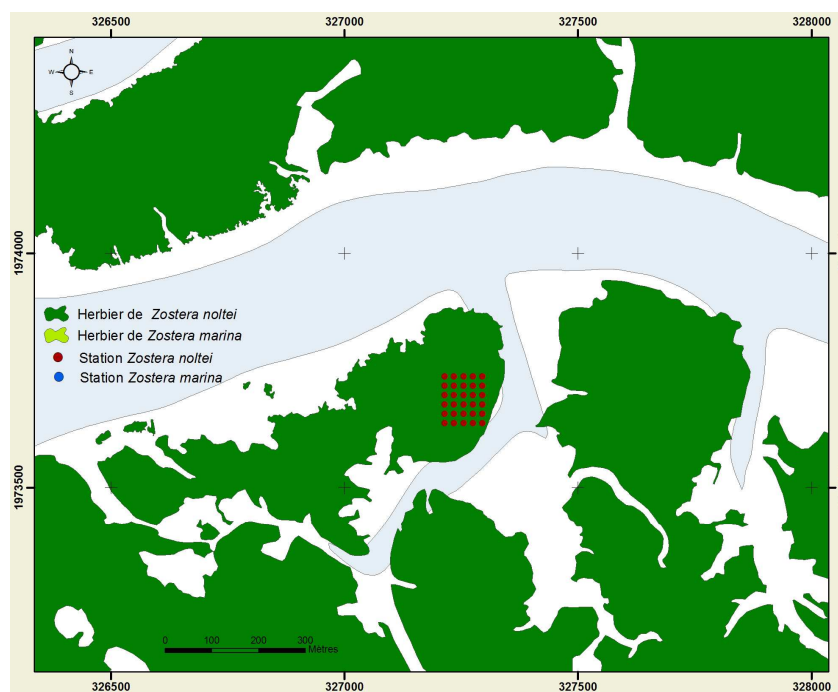 326500 327000 327500 328000
N
W E
S
1974000
Herbier de Zostera noltei
Herbier de Zostera marina
Station Zostera noltei
Station Zostera marina
1973500
0 100 200 300
Mètres
326500 327000 327500 328000